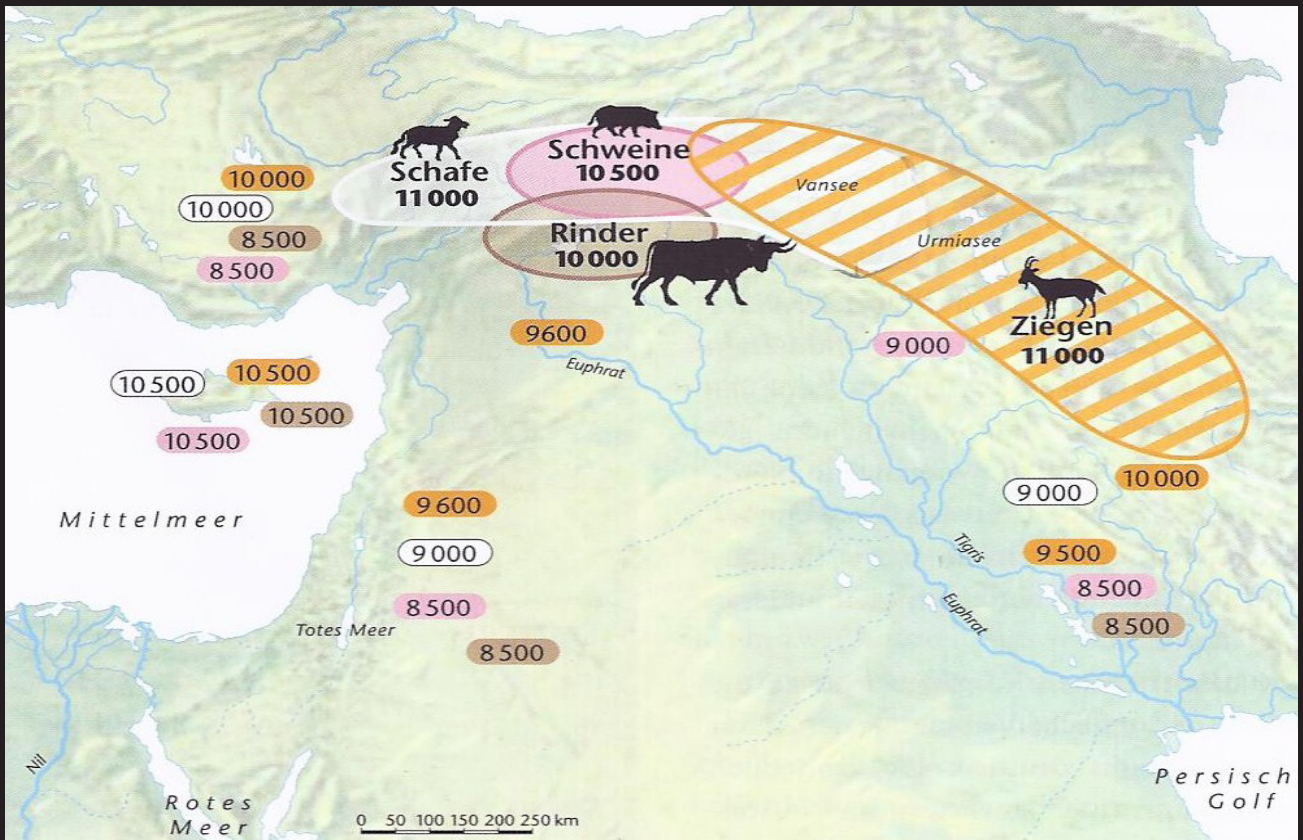 Schafe
11 000
Schweine
10 500
Rinder
10 000
Vansee
Urmiasee
Ziegen
11 000
10 000
10 000
8 500
8 500
9600
Euphrat
9 000
10 500
10 500
10 500
10 500
Mittelmeer
9 600
9 000
8 500
8 500
Totes Meer
10 000
9 000
9 500
8 500
8 500
Tigris
Euphrat
Nil
Rotes
Meer
0 50 100 150 200 250 km
Persisch
Golf